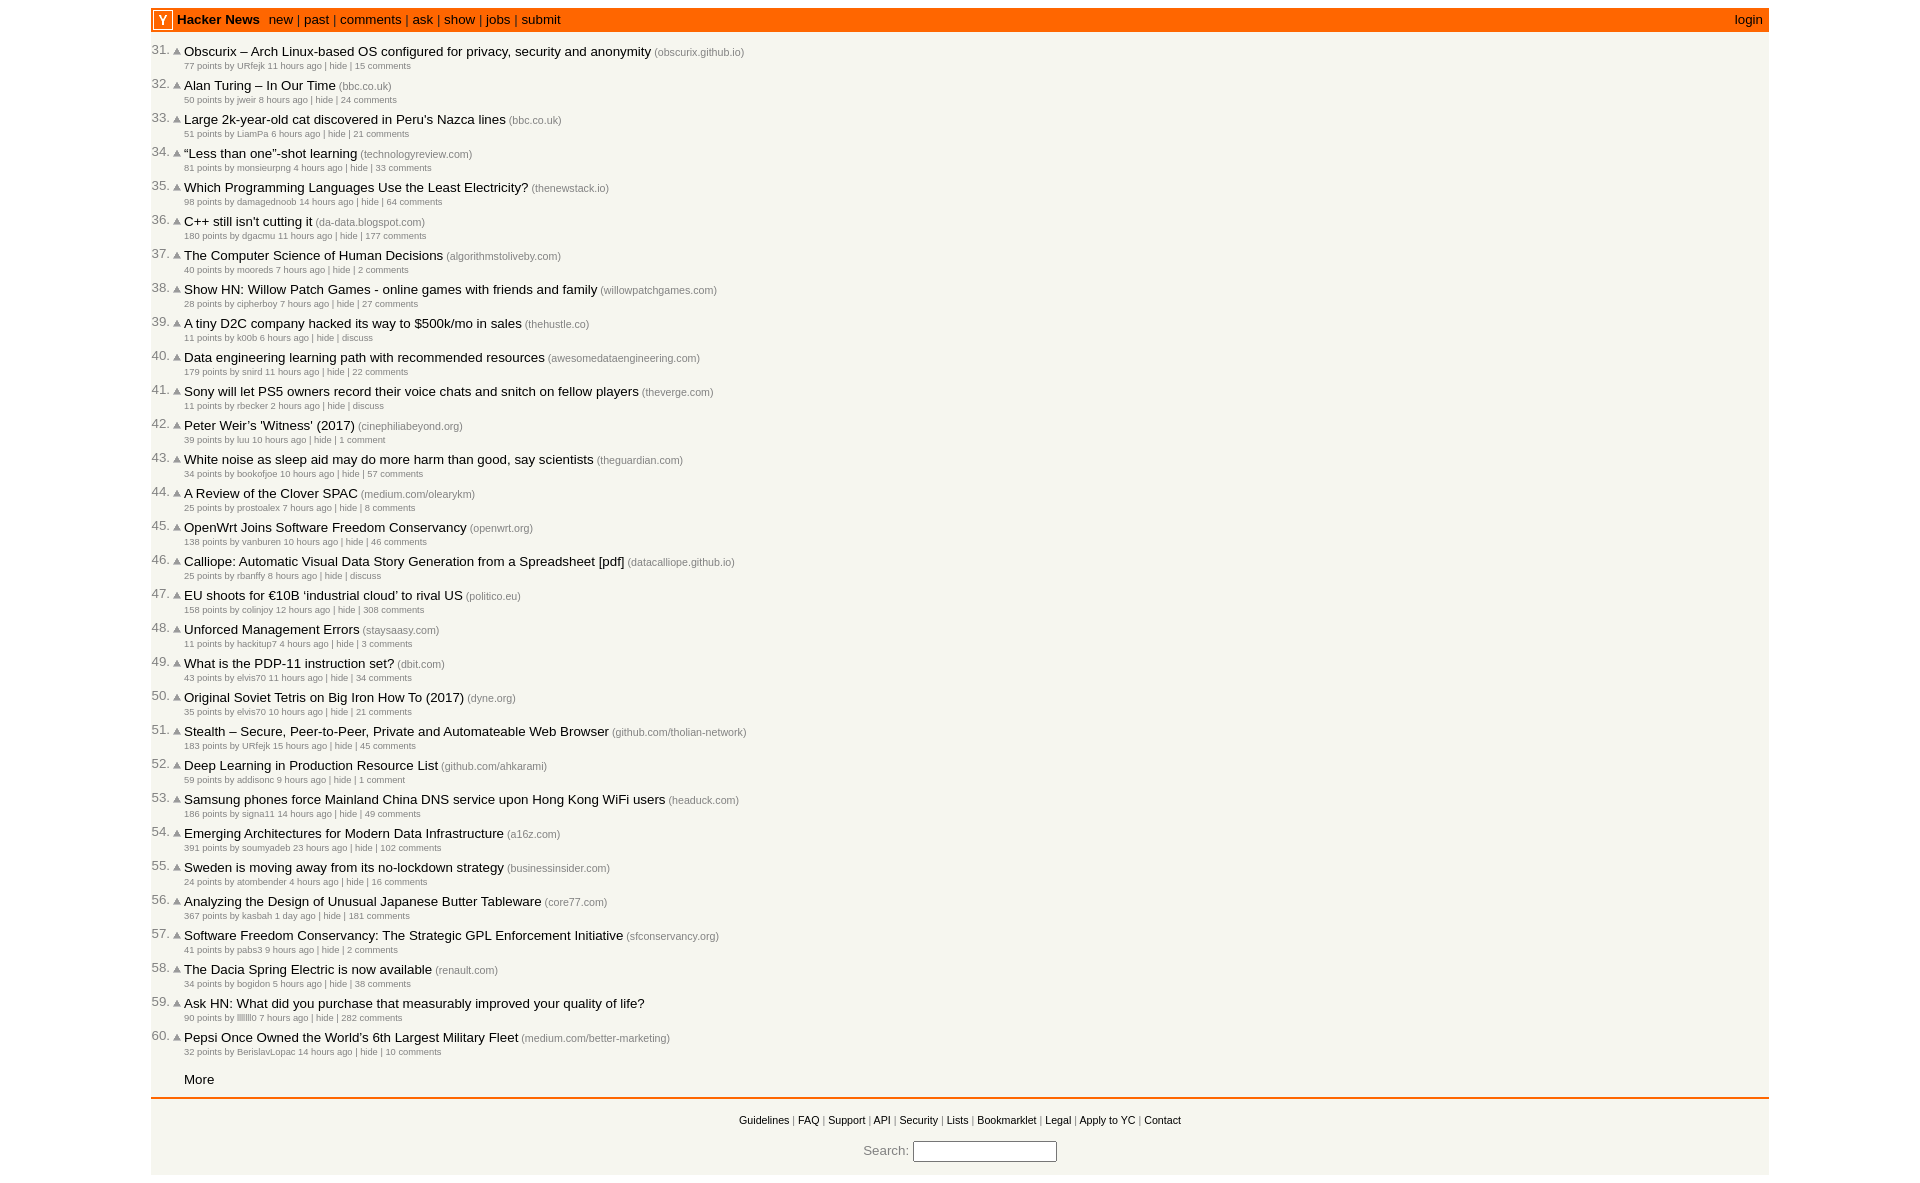 Y Hacker News new | past | comments | ask | show | jobs | submit login
31. Obscurix – Arch Linux-based OS configured for privacy, security and anonymity (obscurix.github.io)
77 points by URfejk 11 hours ago | hide | 15 comments
32. Alan Turing – In Our Time (bbc.co.uk)
50 points by jweir 8 hours ago | hide | 24 comments
33. Large 2k-year-old cat discovered in Peru's Nazca lines (bbc.co.uk)
51 points by LiamPa 6 hours ago | hide | 21 comments
34. “Less than one”-shot learning (technologyreview.com)
81 points by monsieurpng 4 hours ago | hide | 33 comments
35. Which Programming Languages Use the Least Electricity? (thenewstack.io)
98 points by damagednoob 14 hours ago | hide | 64 comments
36. C++ still isn't cutting it (da-data.blogspot.com)
180 points by dgacmu 11 hours ago | hide | 177 comments
37. The Computer Science of Human Decisions (algorithmstoliveby.com)
40 points by mooreds 7 hours ago | hide | 2 comments
38. Show HN: Willow Patch Games - online games with friends and family (willowpatchgames.com)
28 points by cipherboy 7 hours ago | hide | 27 comments
39. A tiny D2C company hacked its way to $500k/mo in sales (thehustle.co)
11 points by k00b 6 hours ago | hide | discuss
40. Data engineering learning path with recommended resources (awesomedataengineering.com)
179 points by snird 11 hours ago | hide | 22 comments
41. Sony will let PS5 owners record their voice chats and snitch on fellow players (theverge.com)
11 points by rbecker 2 hours ago | hide | discuss
42. Peter Weir’s 'Witness' (2017) (cinephiliabeyond.org)
39 points by luu 10 hours ago | hide | 1 comment
43. White noise as sleep aid may do more harm than good, say scientists (theguardian.com)
34 points by bookofjoe 10 hours ago | hide | 57 comments
44. A Review of the Clover SPAC (medium.com/olearykm)
25 points by prostoalex 7 hours ago | hide | 8 comments
45. OpenWrt Joins Software Freedom Conservancy (openwrt.org)
138 points by vanburen 10 hours ago | hide | 46 comments
46. Calliope: Automatic Visual Data Story Generation from a Spreadsheet [pdf] (datacalliope.github.io)
25 points by rbanffy 8 hours ago | hide | discuss
47. EU shoots for €10B ‘industrial cloud’ to rival US (politico.eu)
158 points by colinjoy 12 hours ago | hide | 308 comments
48. Unforced Management Errors (staysaasy.com)
11 points by hackitup7 4 hours ago | hide | 3 comments
49. What is the PDP-11 instruction set? (dbit.com)
43 points by elvis70 11 hours ago | hide | 34 comments
50. Original Soviet Tetris on Big Iron How To (2017) (dyne.org)
35 points by elvis70 10 hours ago | hide | 21 comments
51. Stealth – Secure, Peer-to-Peer, Private and Automateable Web Browser (github.com/tholian-network)
183 points by URfejk 15 hours ago | hide | 45 comments
52. Deep Learning in Production Resource List (github.com/ahkarami)
59 points by addisonc 9 hours ago | hide | 1 comment
53. Samsung phones force Mainland China DNS service upon Hong Kong WiFi users (headuck.com)
186 points by signa11 14 hours ago | hide | 49 comments
54. Emerging Architectures for Modern Data Infrastructure (a16z.com)
391 points by soumyadeb 23 hours ago | hide | 102 comments
55. Sweden is moving away from its no-lockdown strategy (businessinsider.com)
24 points by atombender 4 hours ago | hide | 16 comments
56. Analyzing the Design of Unusual Japanese Butter Tableware (core77.com)
367 points by kasbah 1 day ago | hide | 181 comments
57. Software Freedom Conservancy: The Strategic GPL Enforcement Initiative (sfconservancy.org)
41 points by pabs3 9 hours ago | hide | 2 comments
58. The Dacia Spring Electric is now available (renault.com)
34 points by bogidon 5 hours ago | hide | 38 comments
59. Ask HN: What did you purchase that measurably improved your quality of life?
90 points by 7 hours ago | hide | 282 comments
60. Pepsi Once Owned the World’s 6th Largest Military Fleet (medium.com/better-marketing)
32 points by BerislavLopac 14 hours ago | hide | 10 comments
More
Guidelines | FAQ | Support | API | Security | Lists | Bookmarklet | Legal | Apply to YC | Contact
Search: